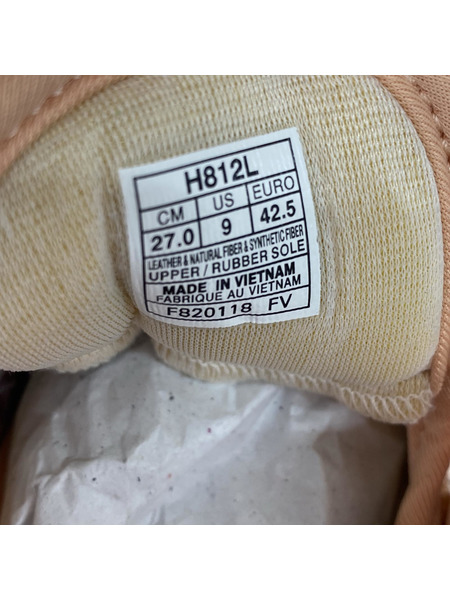 H812L
CM US EURO
27.0 9 42.5
LEATHER & NATURAL FIBER & SYNTHETIC FIBER
UPPER / RUBBER SOLE
MADE IN VIETNAM
FABRIQUE AU VIETNAM
F820118 FV